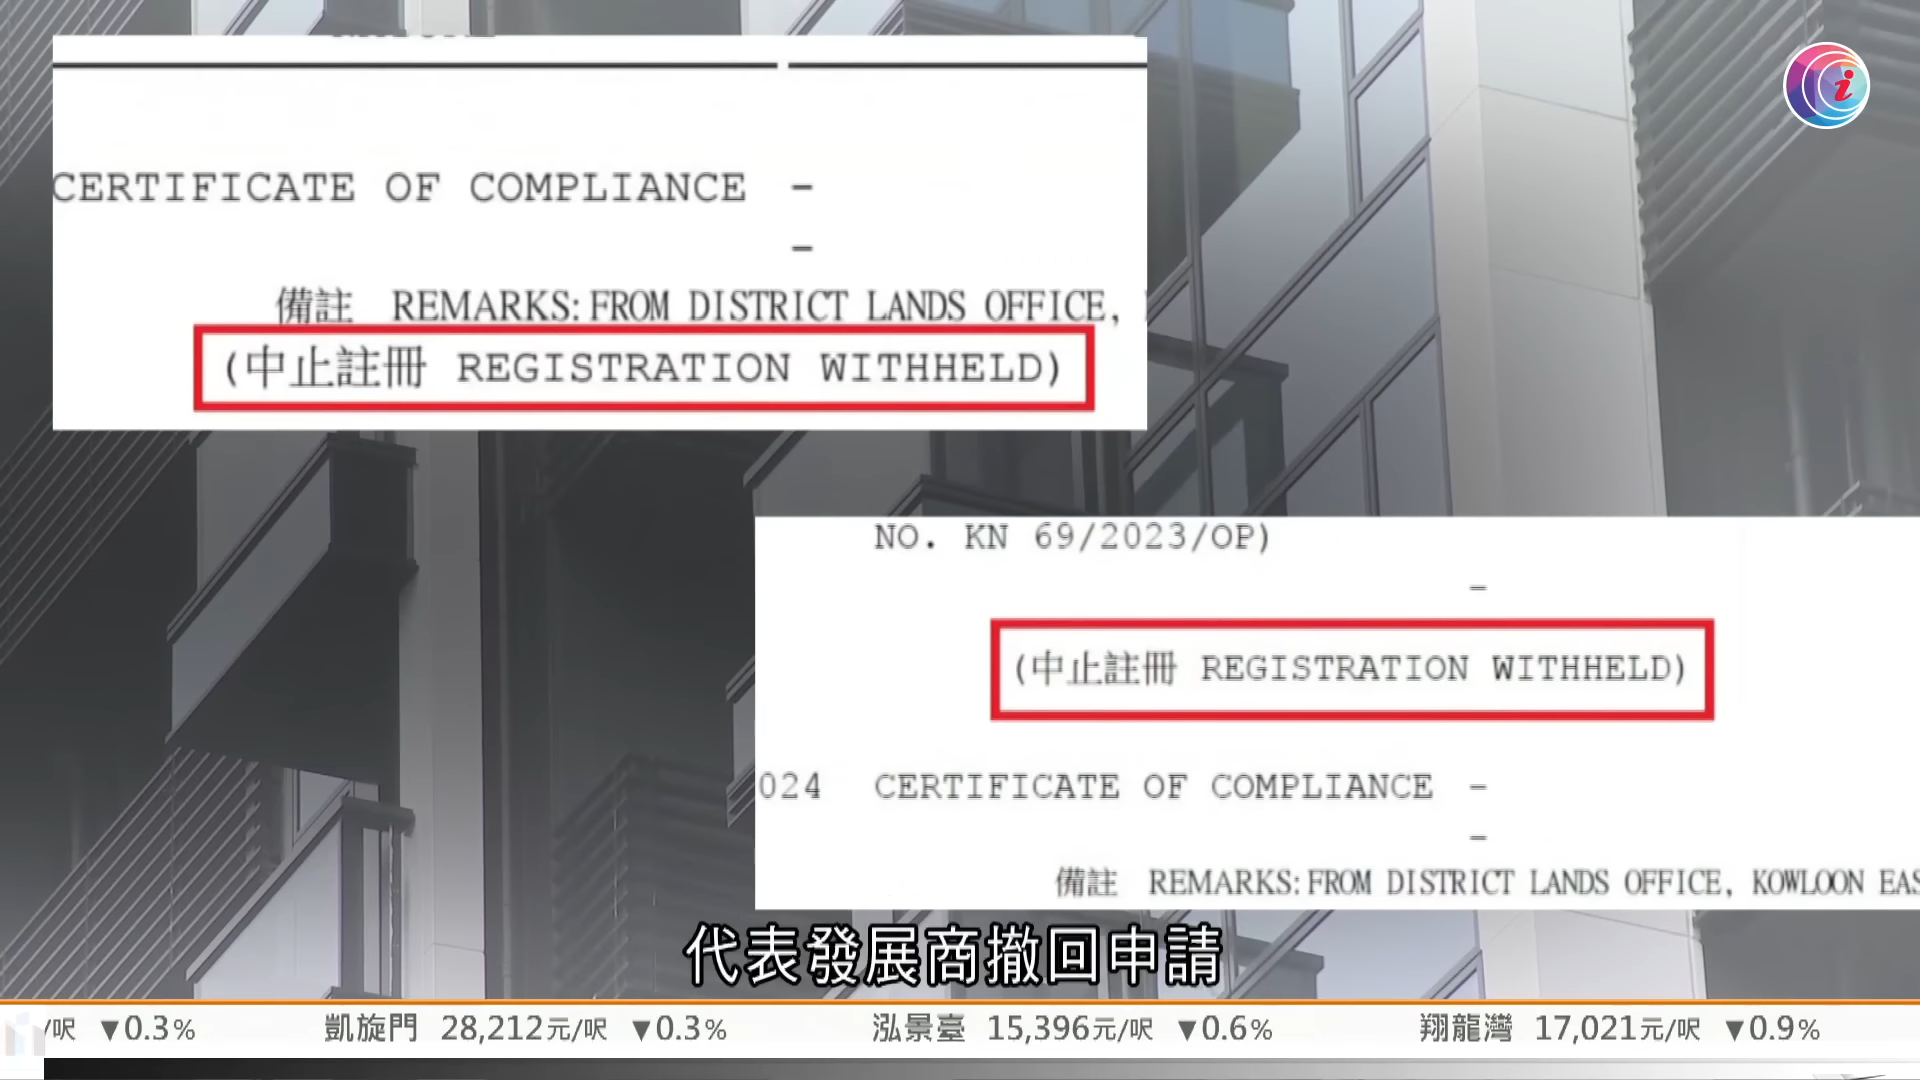 CERTIFICATE OF COMPLIANCE -
-
備註 REMARKS:FROM DISTRICT LANDS OFFICE,
(中止註冊 REGISTRATION WITHHELD)
NO. KN 69/2023/OP)
-
(中止註冊 REGISTRATION WITHHELD)
024 CERTIFICATE OF COMPLIANCE -
-
備註 REMARKS:FROM DISTRICT LANDS OFFICE, KOWLOON EAS
代表發展商撤回申請
/呎 ▼0.3% 凱旋門 28,212元/呎 ▼0.3% 泓景臺 15,396元/呎 ▼0.6% 翔龍灣 17,021元/呎 ▼0.9%